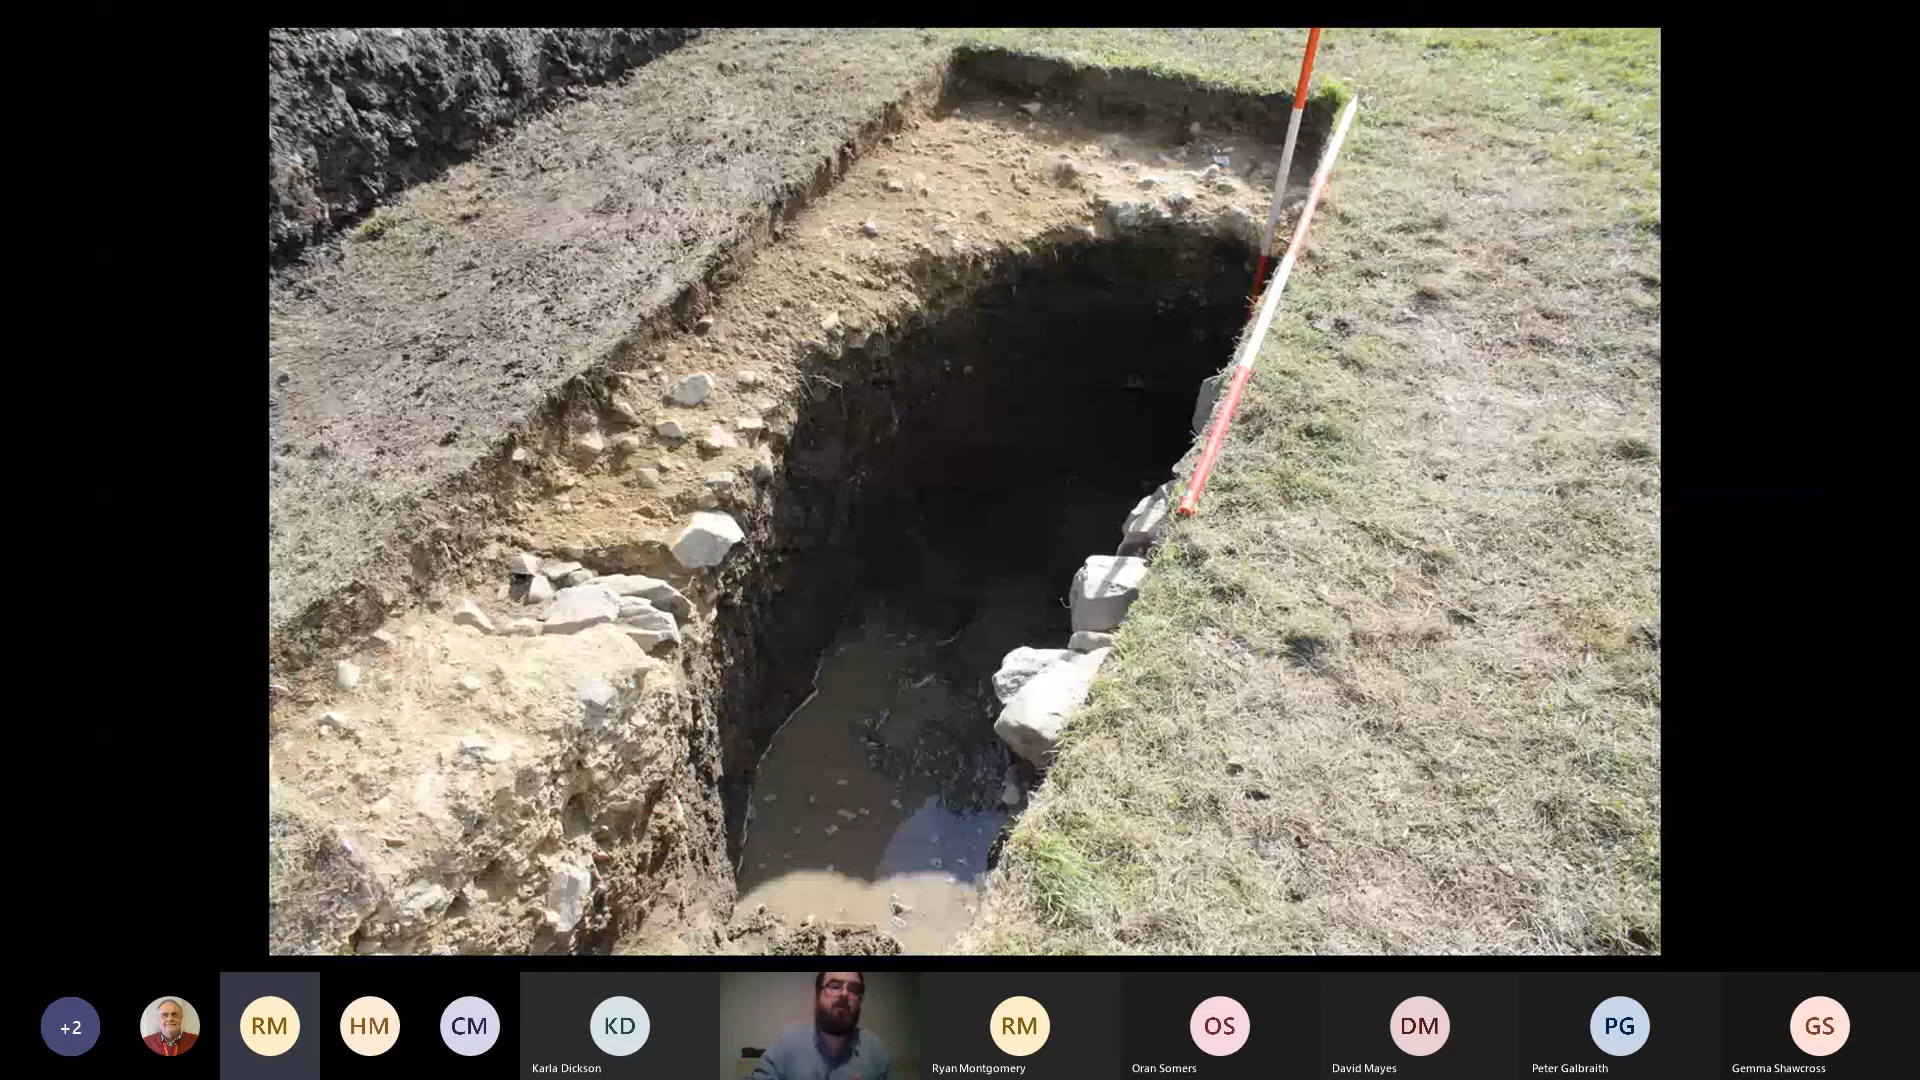 +2
RM
HM
CM
KD
Karla Dickson
RM
Ryan Montgomery
OS
Oran Somers
DM
David Mayes
PG
Peter Galbraith
GS
Gemma Shawcross